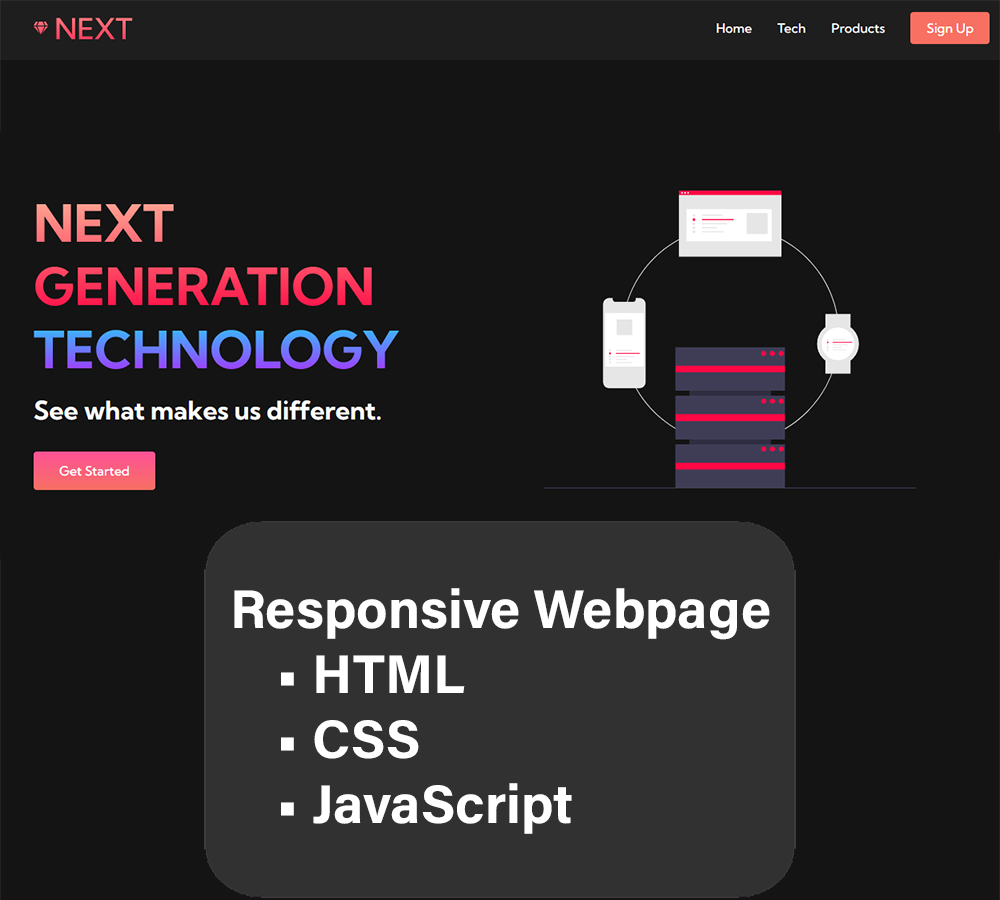 NEXT
Home Tech Products Sign Up
NEXT
GENERATION
TECHNOLOGY
See what makes us different.
Get Started
Responsive Webpage
▪ HTML
▪ CSS
▪ JavaScript